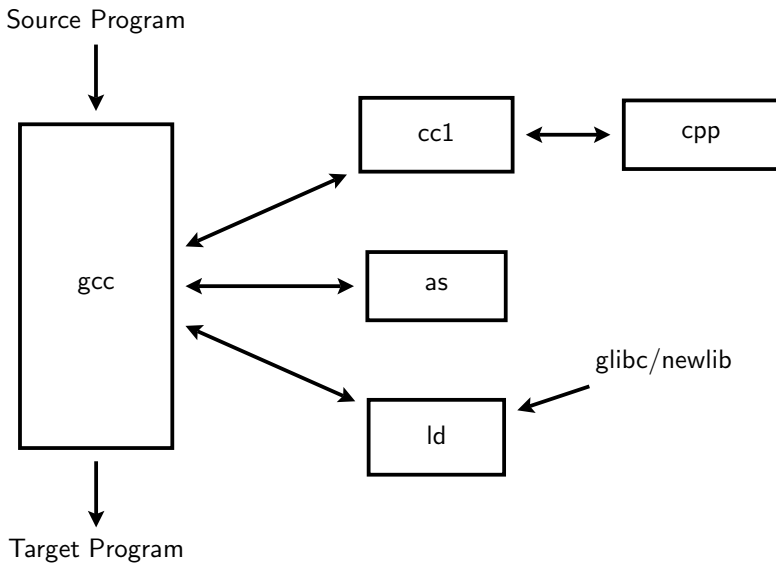 Source Program
cc1
cpp
gcc
as
glibc/newlib
ld
Target Program